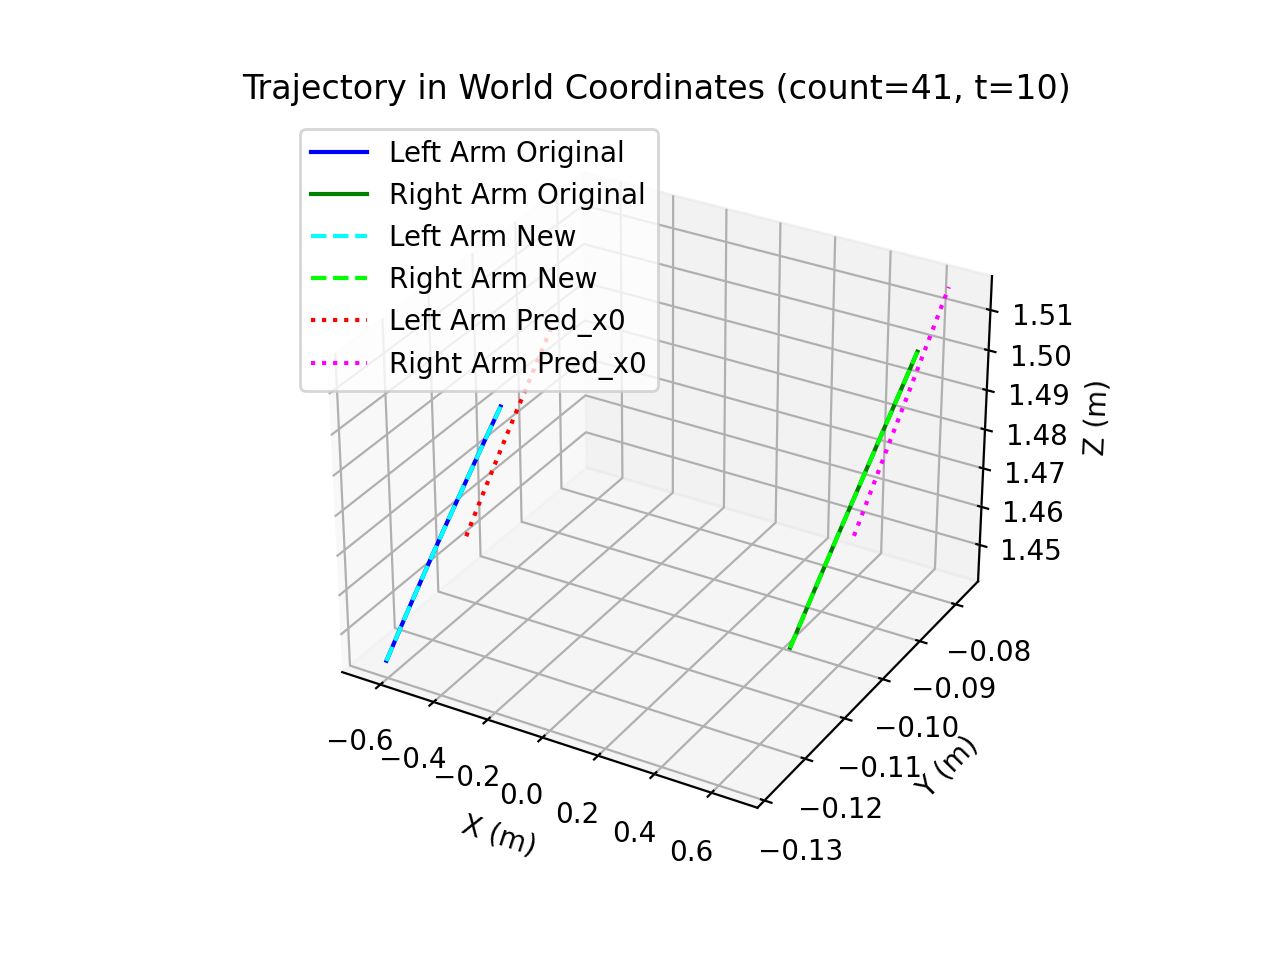 Trajectory in World Coordinates (count=41, t=10)
Left Arm Original
Right Arm Original
Left Arm New
Right Arm New
Left Arm Pred_x0
Right Arm Pred_x0
1.51
1.50
1.49
1.48
1.47
1.46
1.45
Z (m)
−0.08
−0.09
−0.10
−0.11
−0.12
−0.13
Y (m)
−0.6
−0.4
−0.2
0.0
0.2
0.4
0.6
X (m)